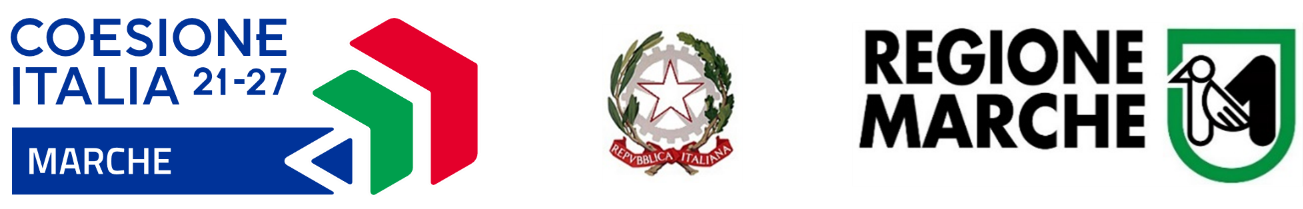 COESIONE
ITALIA 21-27
MARCHE
REPVBBLICA ITALIANA
REGIONE
MARCHE